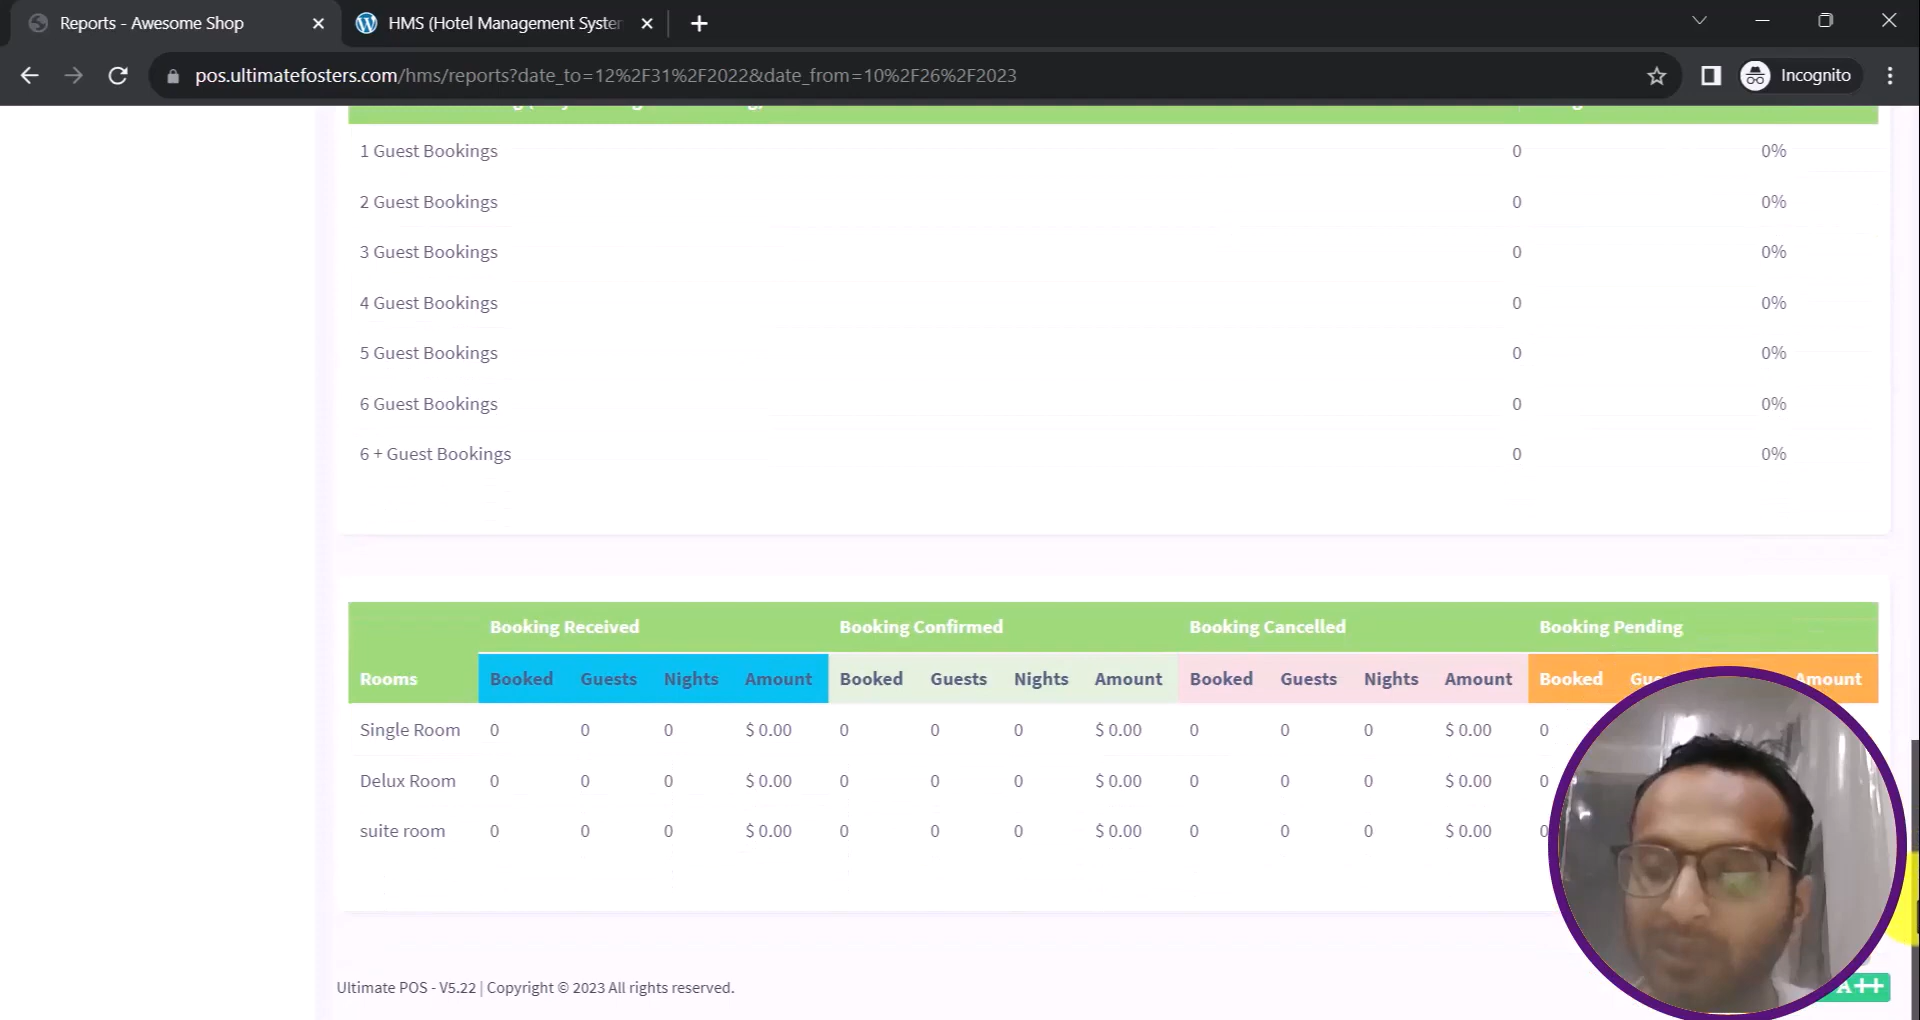 Reports - Awesome Shop
HMS (Hotel Management System
pos.ultimatefosters.com/hms/reports?date_to=12%2F31%2F2022&date_from=10%2F26%2F2023
Incognito
1 Guest Bookings 0 0%
2 Guest Bookings 0 0%
3 Guest Bookings 0 0%
4 Guest Bookings 0 0%
5 Guest Bookings 0 0%
6 Guest Bookings 0 0%
6 + Guest Bookings 0 0%
Booking Received Booking Confirmed Booking Cancelled Booking Pending
Rooms Booked Guests Nights Amount Booked Guests Nights Amount Booked Guests Nights Amount Booked Amount
Single Room 0 0 0 $ 0.00 0 0 0 $ 0.00 0 0 0 $ 0.00 0
Delux Room 0 0 0 $ 0.00 0 0 0 $ 0.00 0 0 0 $ 0.00 0
suite room 0 0 0 $ 0.00 0 0 0 $ 0.00 0 0 0 $ 0.00 0
Ultimate POS - V5.22 | Copyright © 2023 All rights reserved.
A++